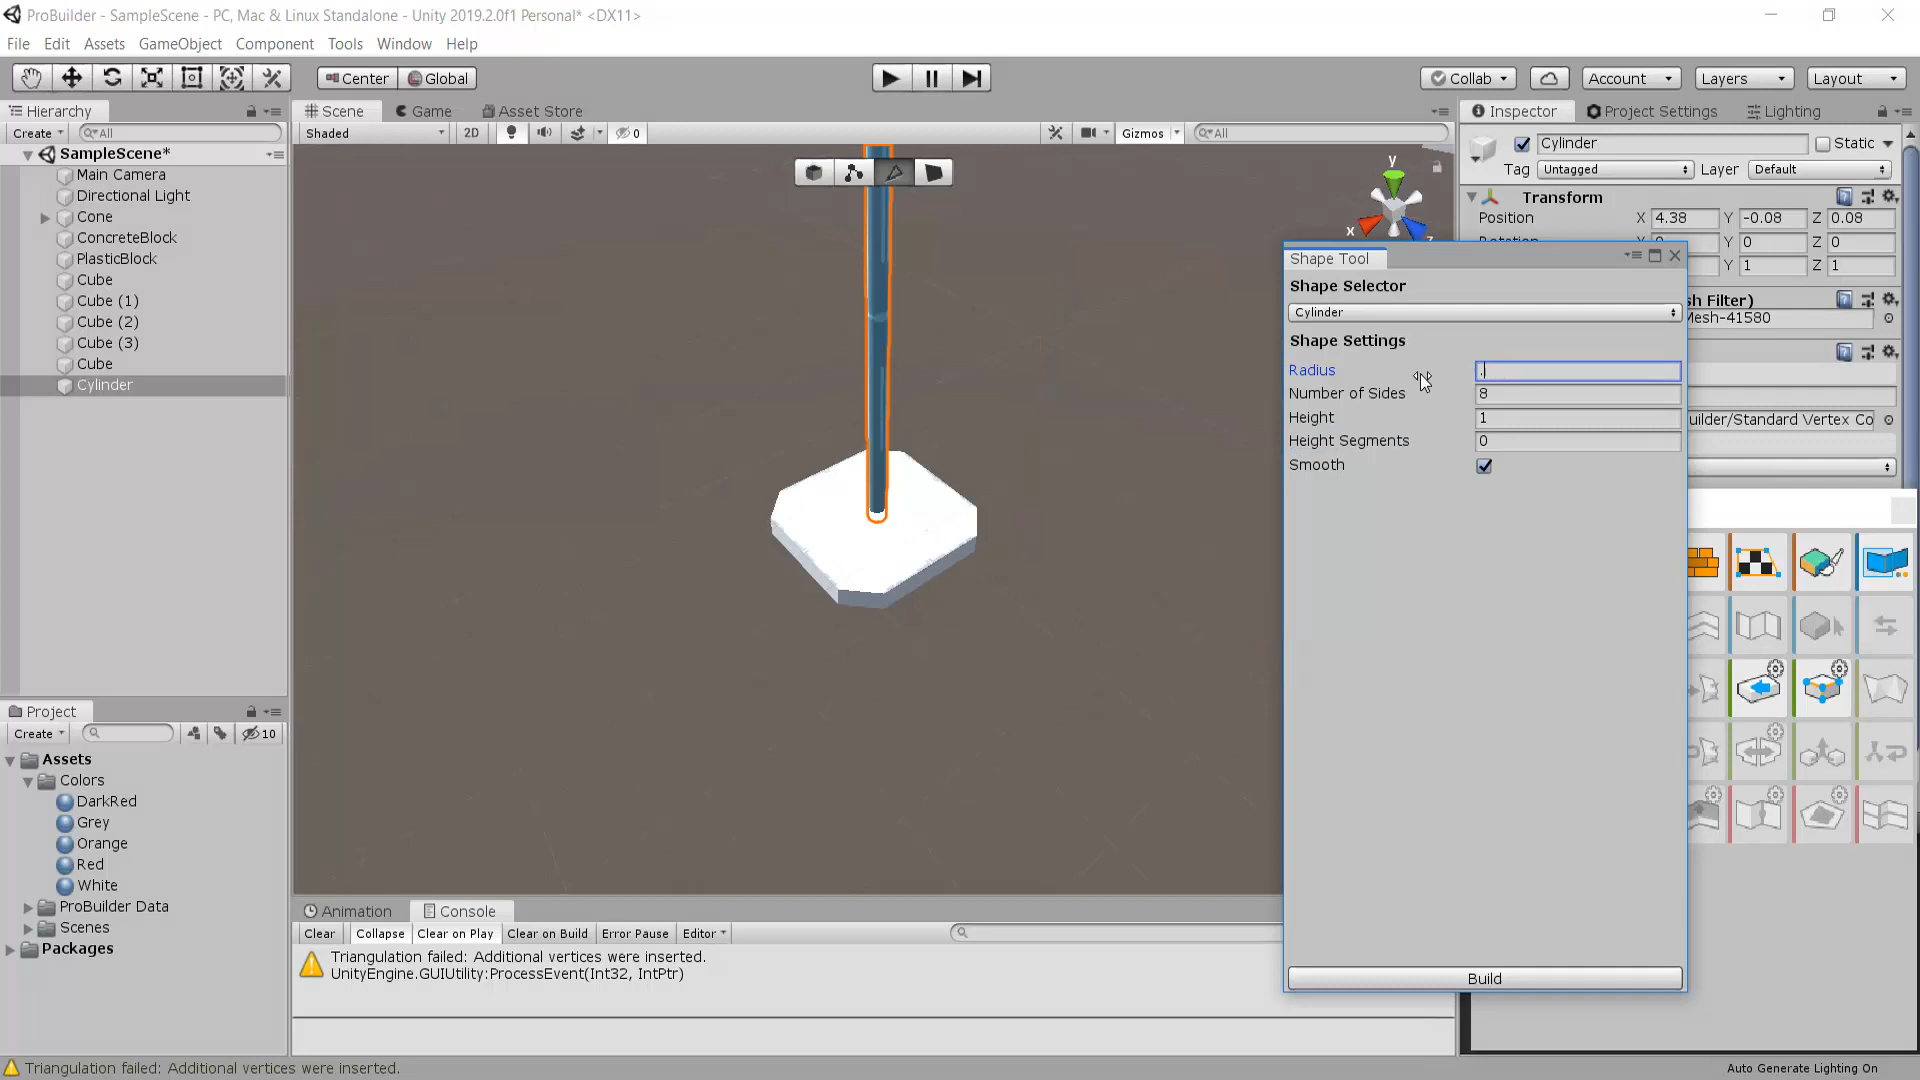 ProBuilder - SampleScene - PC, Mac & Linux Standalone - Unity 2019.2.0f1 Personal* <DX11>
File Edit Assets GameObject Component Tools Window Help
Center Global Collab Account Layers Layout
Hierarchy
Create All
SampleScene*
Main Camera
Directional Light
Cone
ConcreteBlock
PlasticBlock
Cube
Cube (1)
Cube (2)
Cube (3)
Cube
Cylinder
Scene Game Asset Store
Shaded 2D 0 Gizmos All
y
x
Inspector Project Settings Lighting
Cylinder Static
Tag Untagged Layer Default
Transform
Position X 4.38 Y -0.08 Z 0.08
Y 0 Z 0
Y 1 Z 1
sh Filter)
Mesh-41580
uilder/Standard Vertex Co
Shape Tool
Shape Selector
Cylinder
Shape Settings
Radius .
Number of Sides 8
Height 1
Height Segments 0
Smooth
Build
Project
Create 10
Assets
Colors
DarkRed
Grey
Orange
Red
White
ProBuilder Data
Scenes
Packages
Animation Console
Clear Collapse Clear on Play Clear on Build Error Pause Editor
Triangulation failed: Additional vertices were inserted.
UnityEngine.GUIUtility:ProcessEvent(Int32, IntPtr)
Triangulation failed: Additional vertices were inserted.
Auto Generate Lighting On